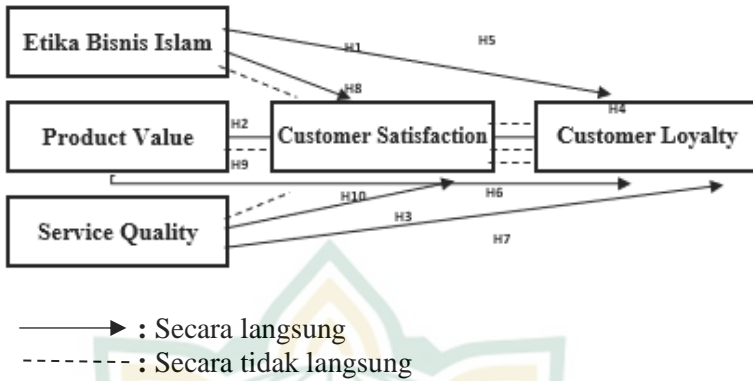 Etika Bisnis Islam
H1
H5
H8
H4
Product Value
H2
Customer Satisfaction
Customer Loyalty
H9
H10
H6
Service Quality
H3
H7
: Secara langsung
: Secara tidak langsung